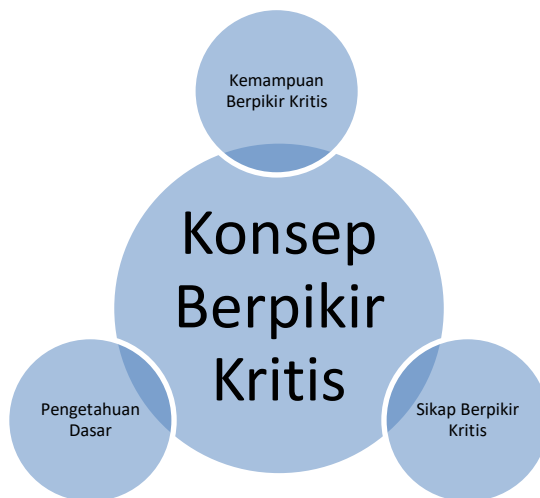 Kemampuan
Berpikir Kritis
Konsep
Berpikir
Kritis
Pengetahuan
Dasar
Sikap Berpikir
Kritis